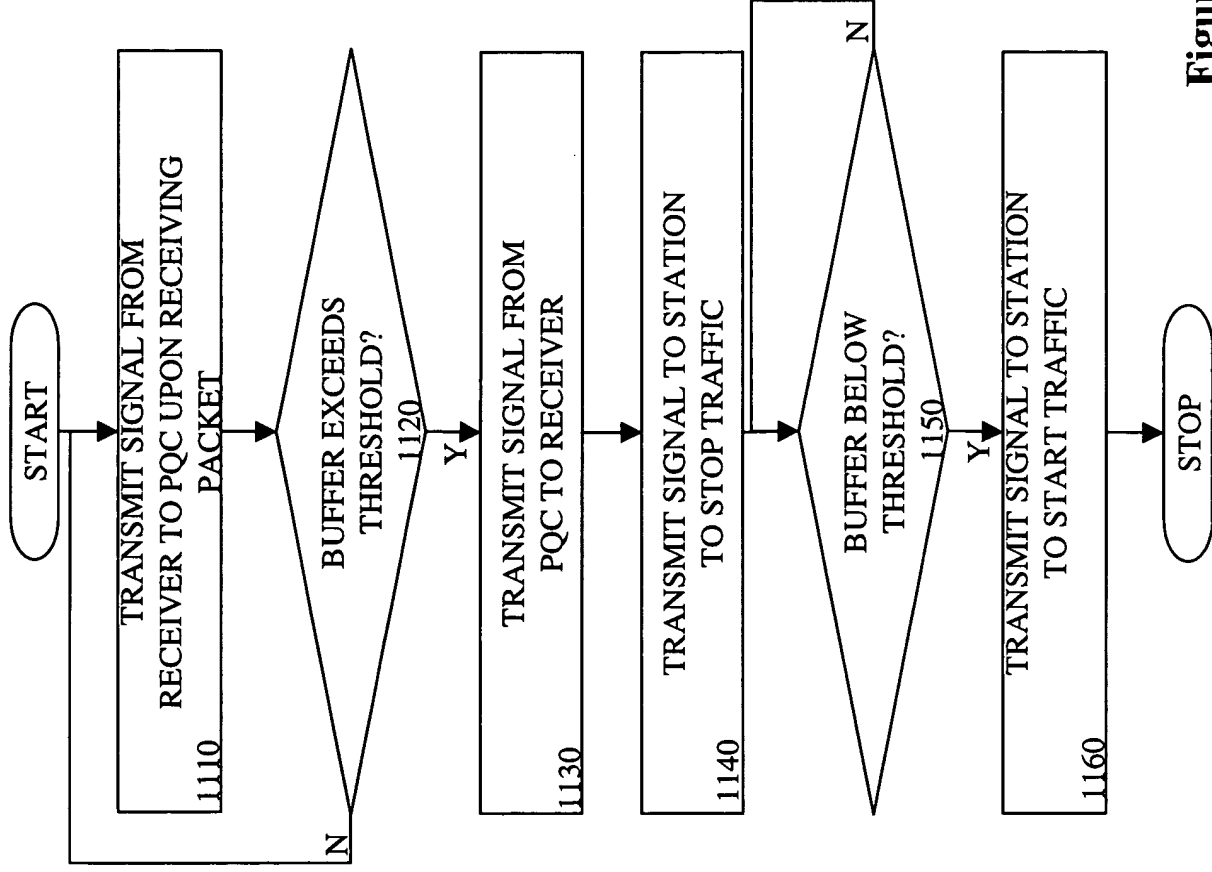 START
TRANSMIT SIGNAL FROM
RECEIVER TO PQC UPON RECEIVING
PACKET
1110
BUFFER EXCEEDS
THRESHOLD?
1120
N
Y
TRANSMIT SIGNAL FROM
PQC TO RECEIVER
1130
TRANSMIT SIGNAL TO STATION
TO STOP TRAFFIC
1140
BUFFER BELOW
THRESHOLD?
1150
N
Y
TRANSMIT SIGNAL TO STATION
TO START TRAFFIC
1160
STOP